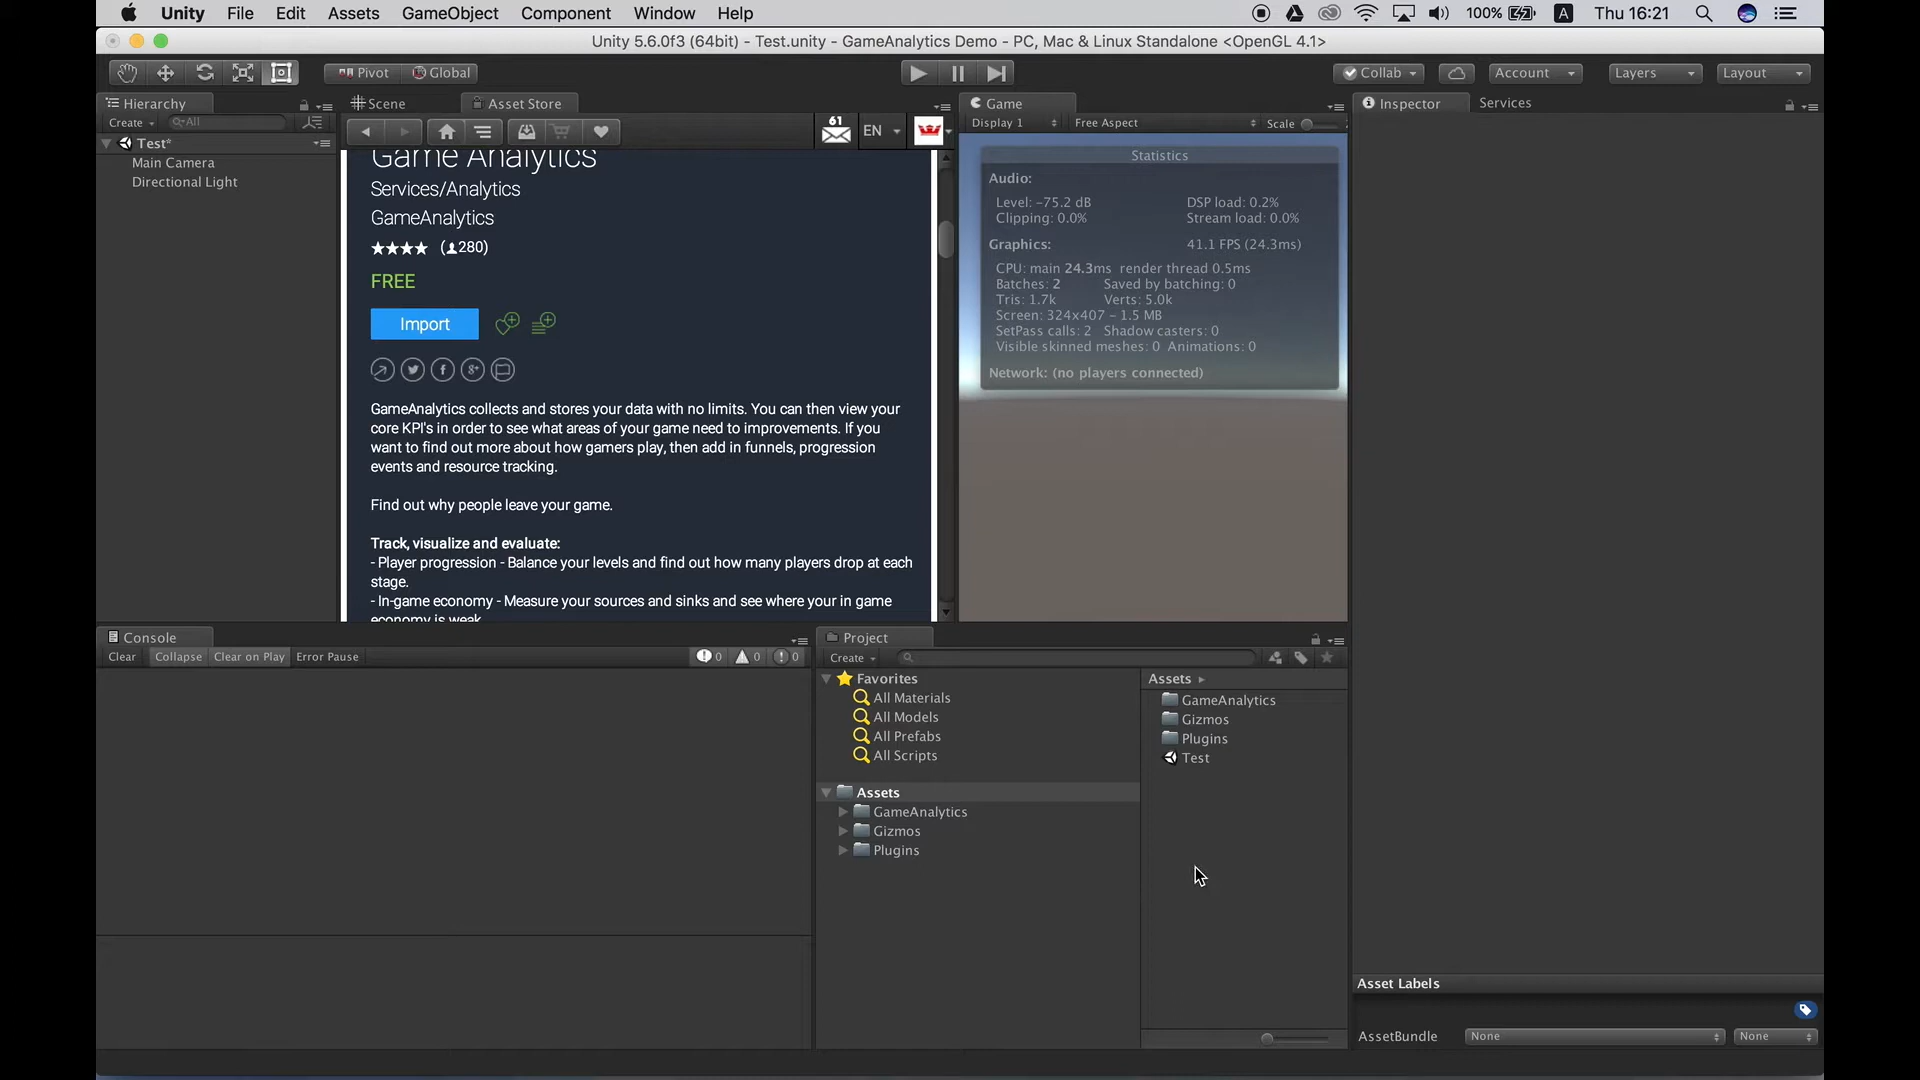 Unity File Edit Assets GameObject Component Window Help 100% A Thu 16:21
Unity 5.6.0f3 (64bit) - Test.unity - GameAnalytics Demo - PC, Mac & Linux Standalone <OpenGL 4.1>
Pivot Global Collab Account Layers Layout
Hierarchy
Create All
Test*
Main Camera
Directional Light
Scene Asset Store
61 EN
Game Analytics
Services/Analytics
GameAnalytics
(280)
FREE
Import
GameAnalytics collects and stores your data with no limits. You can then view your
core KPI's in order to see what areas of your game need to improvements. If you
want to find out more about how gamers play, then add in funnels, progression
events and resource tracking.
Find out why people leave your game.
Track, visualize and evaluate:
- Player progression - Balance your levels and find out how many players drop at each
stage.
- In-game economy - Measure your sources and sinks and see where your in game
economy is weak
Game
Display 1 Free Aspect Scale
Statistics
Audio:
Level: -75.2 dB DSP load: 0.2%
Clipping: 0.0% Stream load: 0.0%
Graphics: 41.1 FPS (24.3ms)
CPU: main 24.3ms render thread 0.5ms
Batches: 2 Saved by batching: 0
Tris: 1.7k Verts: 5.0k
Screen: 324x407 - 1.5 MB
SetPass calls: 2 Shadow casters: 0
Visible skinned meshes: 0 Animations: 0
Network: (no players connected)
Inspector Services
Console
Clear Collapse Clear on Play Error Pause 0 0 0
Project
Create
Favorites
All Materials
All Models
All Prefabs
All Scripts
Assets
GameAnalytics
Gizmos
Plugins
Assets
GameAnalytics
Gizmos
Plugins
Test
Asset Labels
AssetBundle None None